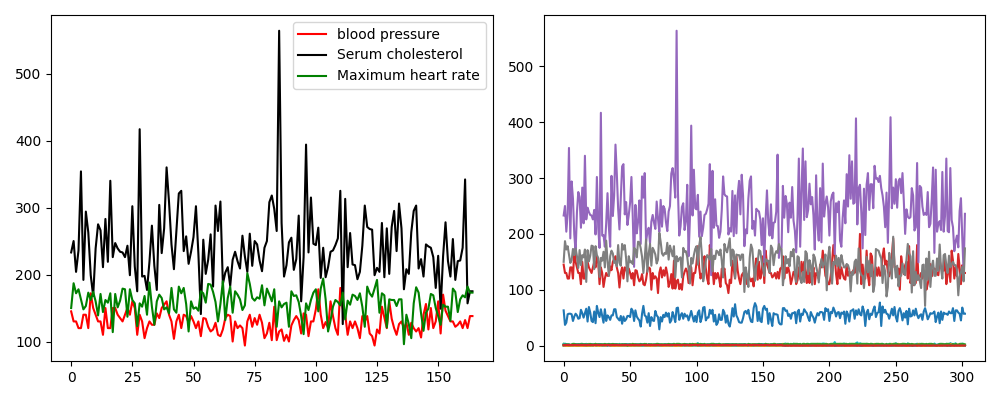 blood pressure
Serum cholesterol
Maximum heart rate
500
400
300
200
100
0 25 50 75 100 125 150
500
400
300
200
100
0
0 50 100 150 200 250 300